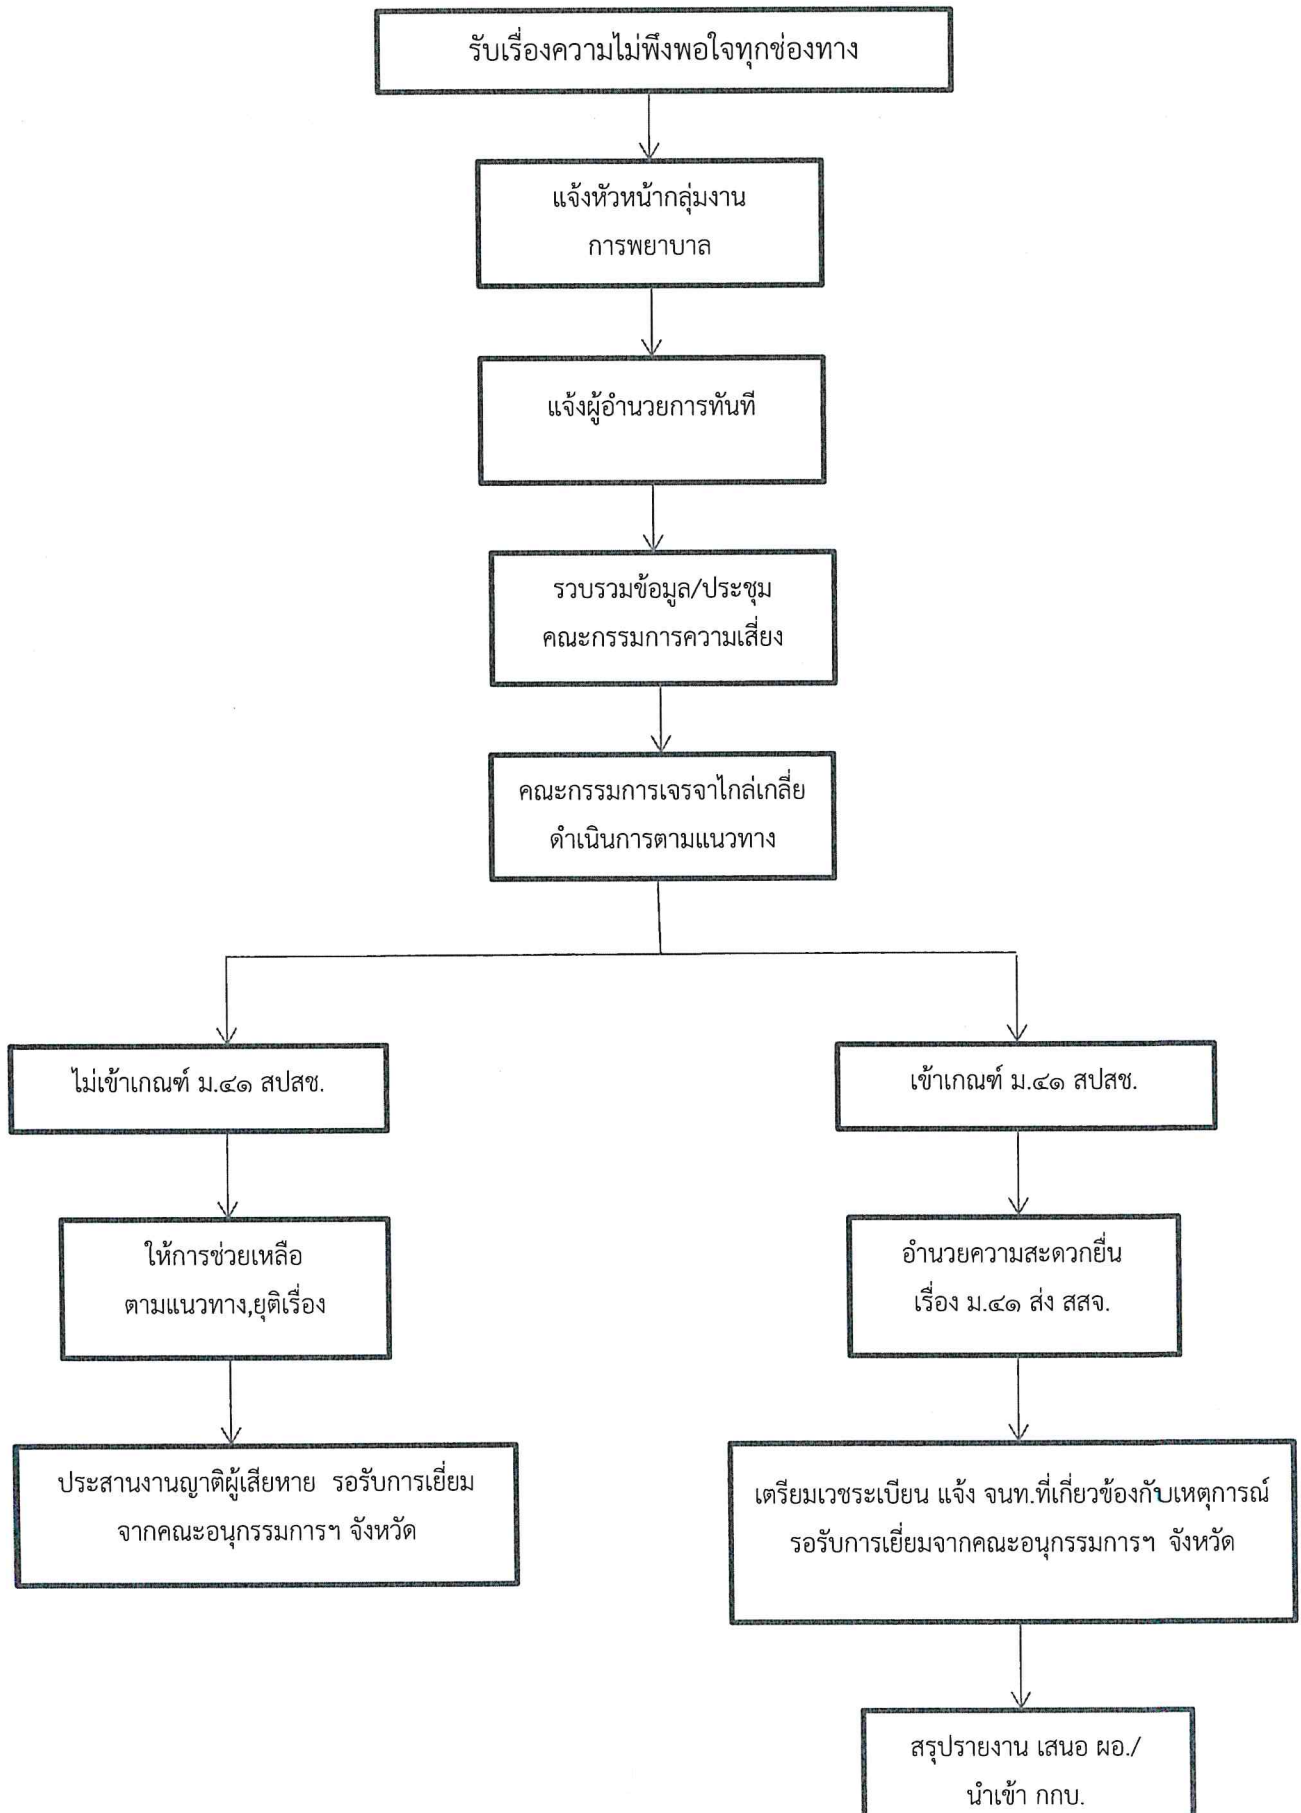 รับเรื่องความไม่พึงพอใจทุกช่องทาง
แจ้งหัวหน้ากลุ่มงาน
การพยาบาล
แจ้งผู้อำนวยการทันที
รวบรวมข้อมูล/ประชุม
คณะกรรมการความเสี่ยง
คณะกรรมการเจรจาไกล่เกลี่ย
ดำเนินการตามแนวทาง
ไม่เข้าเกณฑ์ ม.๔๑ สปสช.
ให้การช่วยเหลือ
ตามแนวทาง,ยุติเรื่อง
ประสานงานญาติผู้เสียหาย รอรับการเยี่ยม
จากคณะอนุกรรมการฯ จังหวัด
เข้าเกณฑ์ ม.๔๑ สปสช.
อำนวยความสะดวกยื่น
เรื่อง ม.๔๑ ส่ง สสจ.
เตรียมเวชระเบียน แจ้ง จนท.ที่เกี่ยวข้องกับเหตุการณ์
รอรับการเยี่ยมจากคณะอนุกรรมการฯ จังหวัด
สรุปรายงาน เสนอ ผอ./
นำเข้า กกบ.